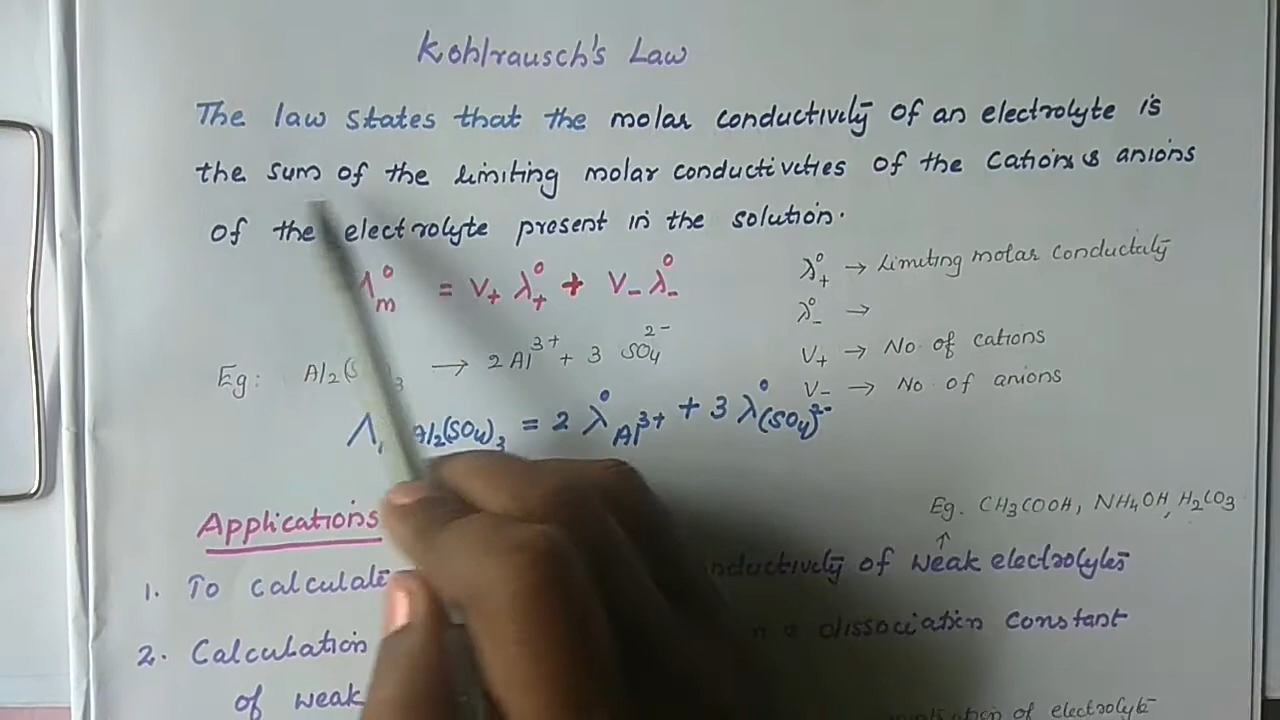 Kohlrausch's Law
The law states that the molar conductivity of an electrolyte is
the sum of the limiting molar conductivities of the cations & anions
of the electrolyte present in the solution.
Λ°m = V+ λ°+ + V- λ°-
λ°+ → Limiting molar conductivity
λ°- →
V+ → No of cations
V- → No of anions
Eg: Al2(S )3 → 2Al3+ + 3 SO4 2-
Λ Al2(SO4)3 = 2 λ°Al3+ + 3 λ°(SO4)2-
Applications
Eg. CH3COOH, NH4OH, H2CO3
↑
1. To calculate conductivity of weak electrolytes
2. Calculation dissociation constant
of weak of electrolyte